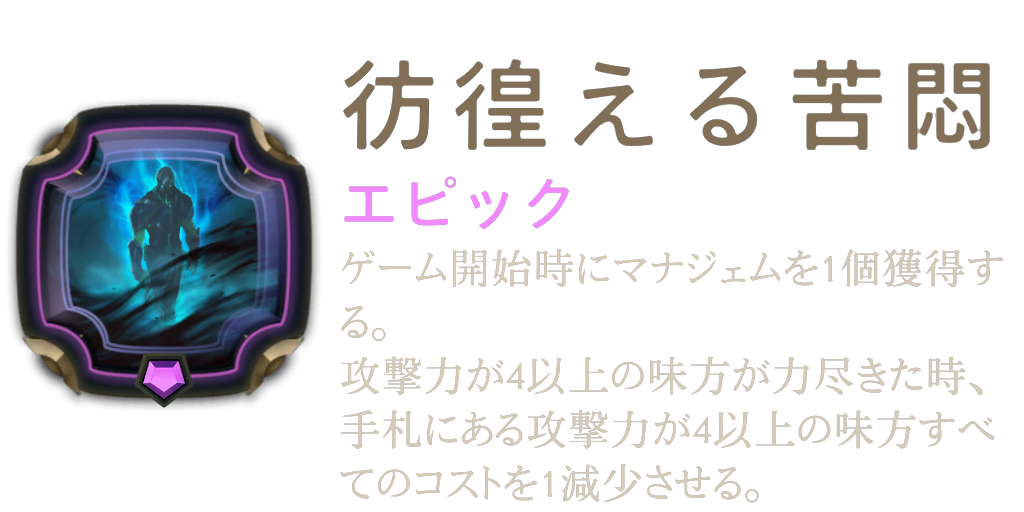 彷徨える苦悶
エピック
ゲーム開始時にマナジェムを1個獲得す
る。
攻撃力が4以上の味方が力尽きた時、
手札にある攻撃力が4以上の味方すべ
てのコストを1減少させる。